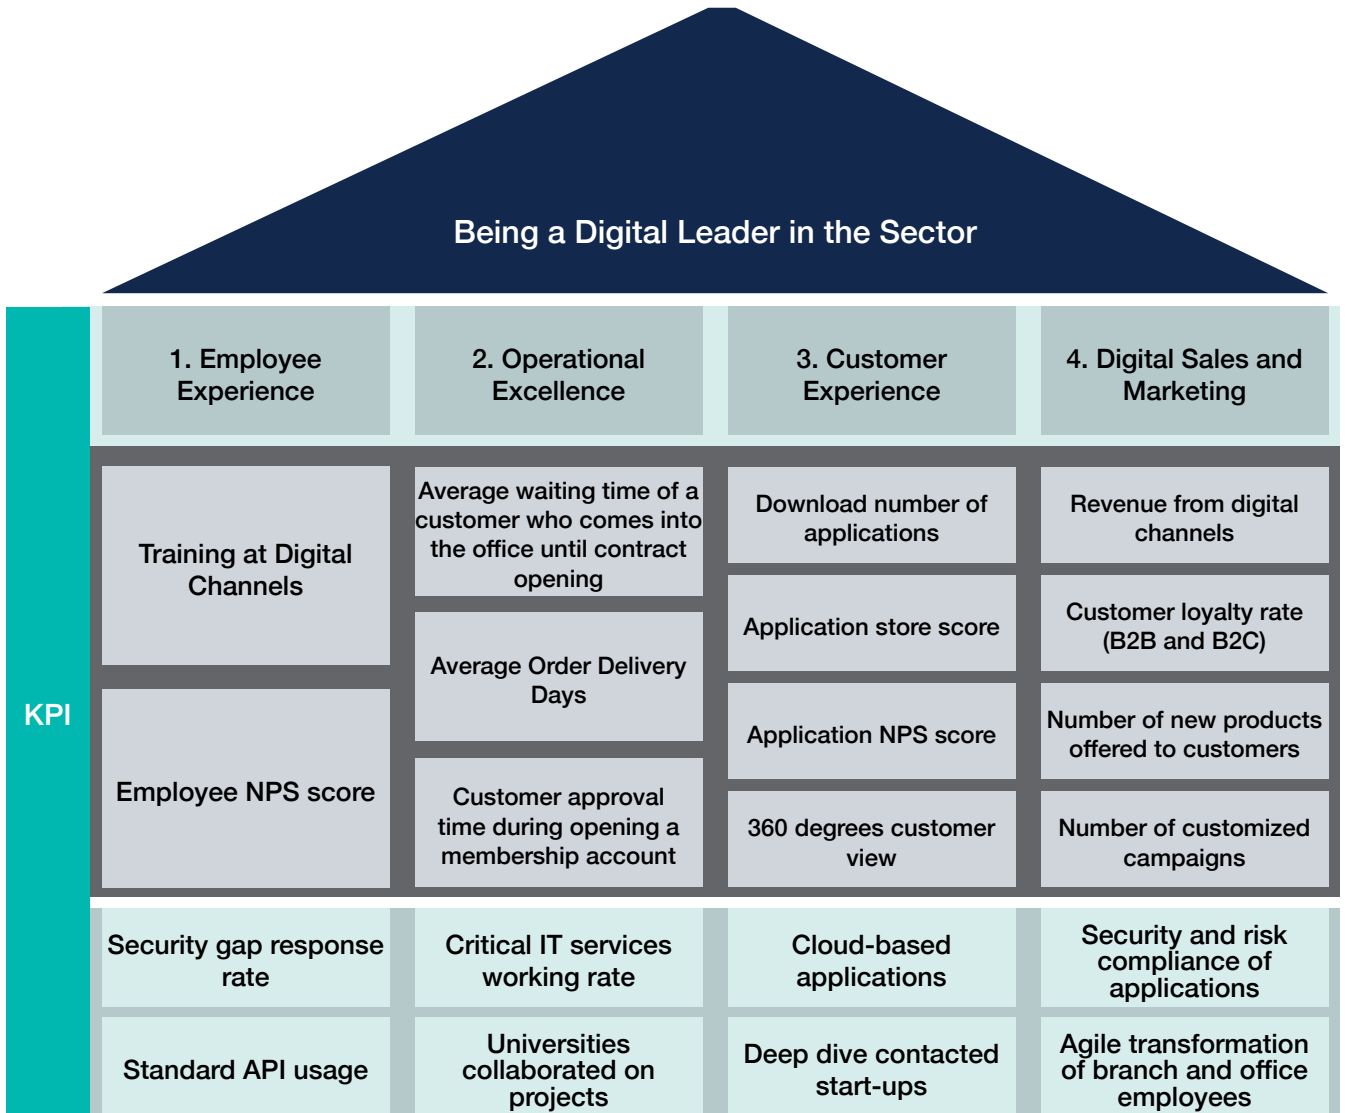 Being a Digital Leader in the Sector
KPI
1. Employee
Experience
2. Operational
Excellence
3. Customer
Experience
4. Digital Sales and
Marketing
Training at Digital
Channels
Employee NPS score
Average waiting time of a
customer who comes into
the office until contract
opening
Average Order Delivery
Days
Customer approval
time during opening a
membership account
Download number of
applications
Application store score
Application NPS score
360 degrees customer
view
Revenue from digital
channels
Customer loyalty rate
(B2B and B2C)
Number of new products
offered to customers
Number of customized
campaigns
Security gap response
rate
Critical IT services
working rate
Cloud-based
applications
Security and risk
compliance of
applications
Standard API usage
Universities
collaborated on
projects
Deep dive contacted
start-ups
Agile transformation
of branch and office
employees